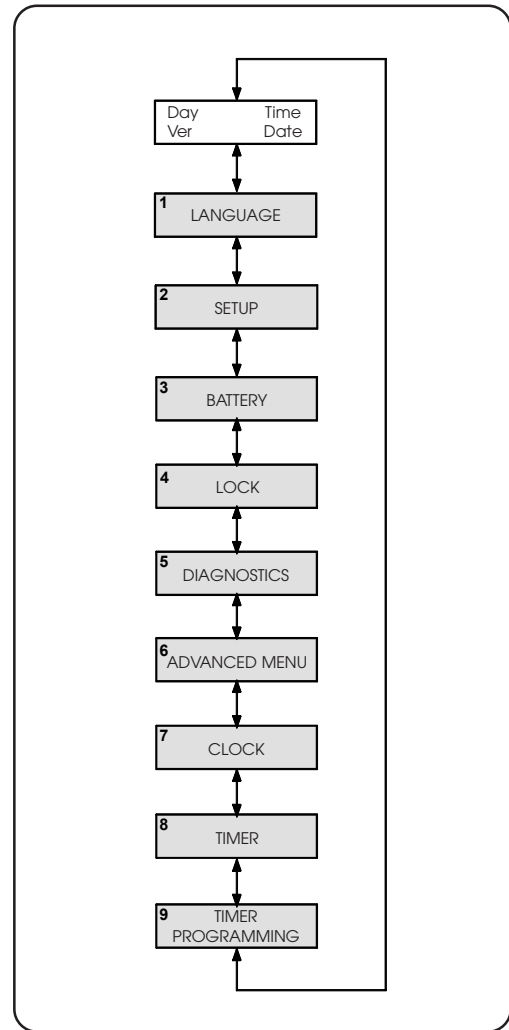 Day Time
Ver Date
1
LANGUAGE
2
SETUP
3
BATTERY
4
LOCK
5
DIAGNOSTICS
6
ADVANCED MENU
7
CLOCK
8
TIMER
9
TIMER
PROGRAMMING